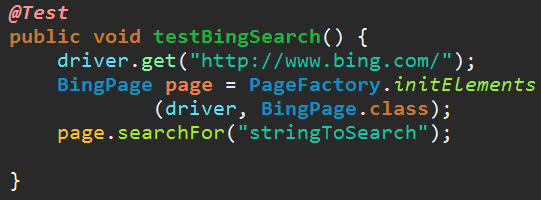 @Test
public void testBingSearch() {
    driver.get("http://www.bing.com/");
    BingPage page = PageFactory.initElements
            (driver, BingPage.class);
    page.searchFor("stringToSearch");
}